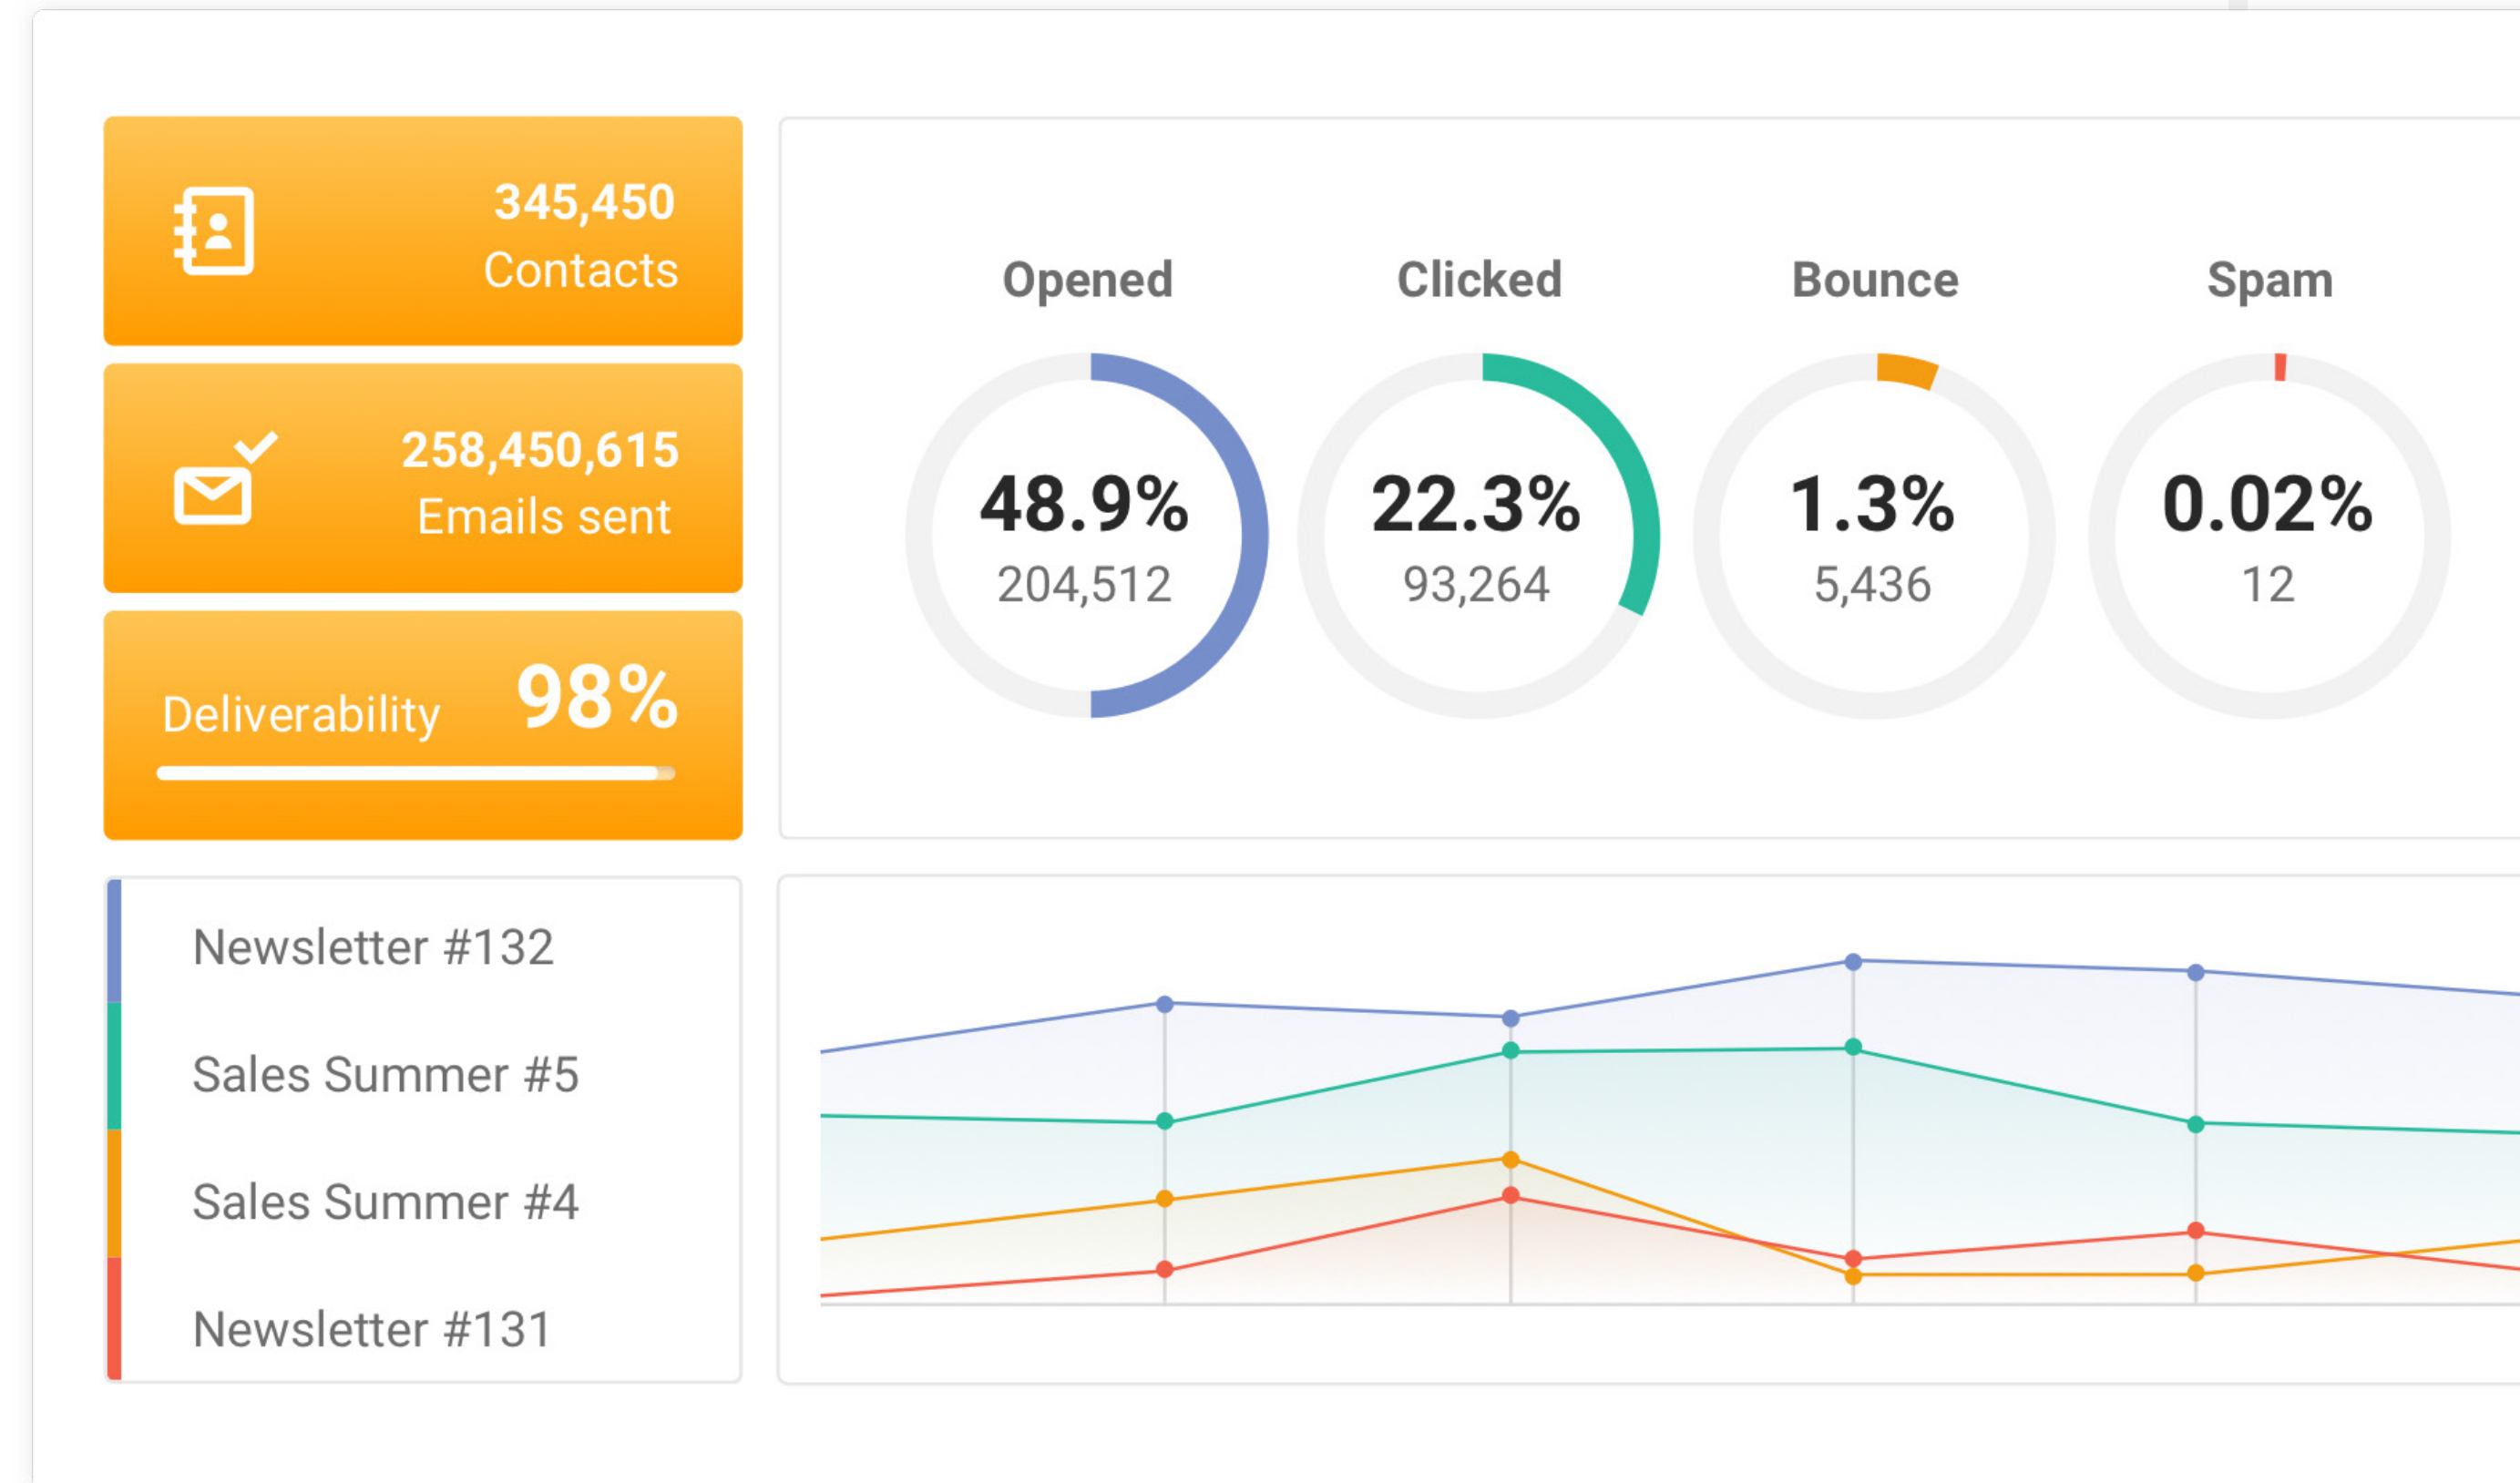 345,450
Contacts
258,450,615
Emails sent
Deliverability 98%
Opened
48.9%
204,512
Clicked
22.3%
93,264
Bounce
1.3%
5,436
Spam
0.02%
12
Newsletter #132
Sales Summer #5
Sales Summer #4
Newsletter #131